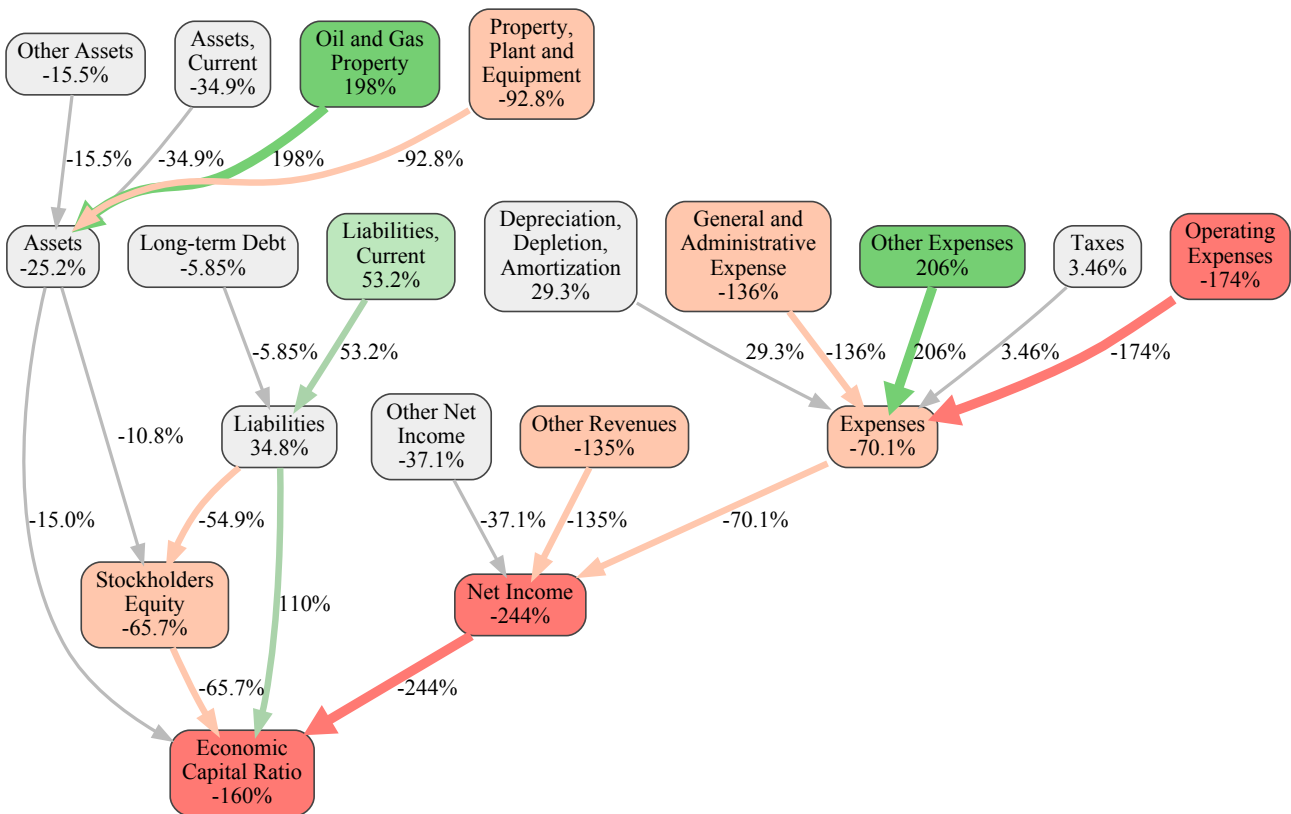 Other Assets
-15.5%
Assets,
Current
-34.9%
Oil and Gas
Property
198%
Property,
Plant and
Equipment
-92.8%
-15.5%
-34.9%
198%
-92.8%
Assets
-25.2%
Long-term Debt
-5.85%
Liabilities,
Current
53.2%
Depreciation,
Depletion,
Amortization
29.3%
General and
Administrative
Expense
-136%
Other Expenses
206%
Taxes
3.46%
Operating
Expenses
-174%
-5.85%
53.2%
29.3%
-136%
206%
3.46%
-174%
-10.8%
Liabilities
34.8%
Other Net
Income
-37.1%
Other Revenues
-135%
Expenses
-70.1%
-15.0%
-54.9%
-37.1%
-135%
-70.1%
Stockholders
Equity
-65.7%
110%
Net Income
-244%
-65.7%
-244%
Economic
Capital Ratio
-160%